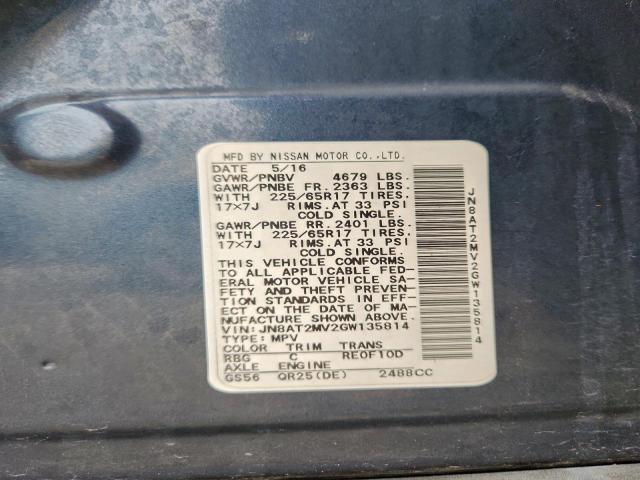 MFD BY NISSAN MOTOR CO.,LTD.
DATE 5/16
GVWR/PNBV 4679 LBS.
GAWR/PNBE FR. 2363 LBS.
WITH 225/65R17 TIRES.
17×7J RIMS.AT 33 PSI
COLD SINGLE.
GAWR/PNBE RR. 2401 LBS.
WITH 225/65R17 TIRES.
17×7J RIMS.AT 33 PSI
COLD SINGLE.
THIS VEHICLE CONFORMS
TO ALL APPLICABLE FED-
ERAL MOTOR VEHICLE SA-
FETY AND THEFT PREVEN-
TION STANDARDS IN EFF-
ECT ON THE DATE OF MA-
NUFACTURE SHOWN ABOVE.
VIN:JN8AT2MV2GW135814
TYPE:MPV
COLOR TRIM TRANS
RBG C RE0F10D
AXLE ENGINE
GS56 QR25(DE) 2488CC
JN8AT2MV2GW135814